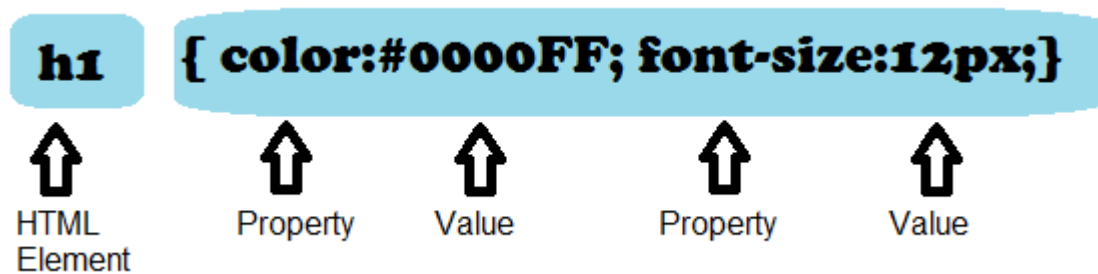 h1 { color:#0000FF; font-size:12px;}
HTML Element
Property
Value
Property
Value